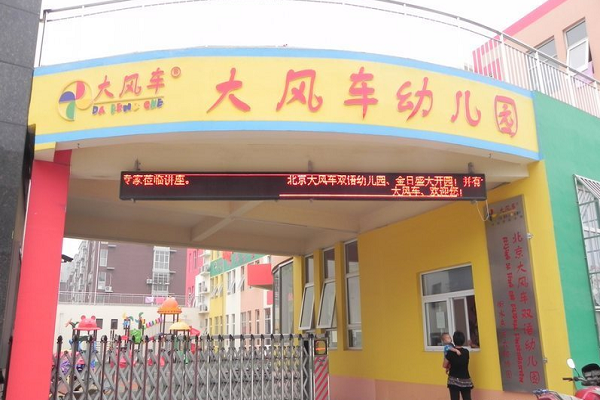 大风车®
DA FENG CHE
大风车幼儿园
专家莅临讲座。 北京大风车双语幼儿园、金日盛大开园！并有
大风车、欢迎您！
北京大风车双语幼儿园